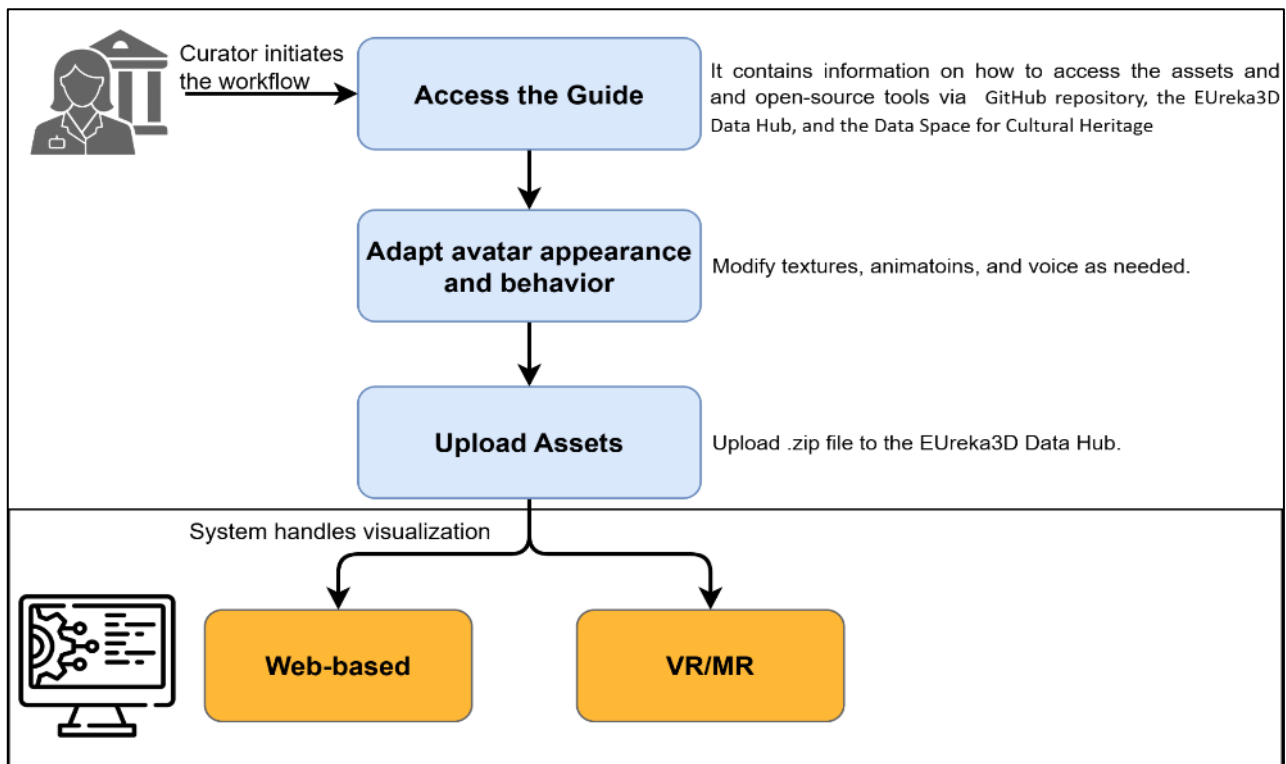 Curator initiates
the workflow
Access the Guide
It contains information on how to access the assets and
and open-source tools via GitHub repository, the EUreka3D
Data Hub, and the Data Space for Cultural Heritage
Adapt avatar appearance
and behavior
Modify textures, animatoins, and voice as needed.
Upload Assets
Upload .zip file to the EUreka3D Data Hub.
System handles visualization
Web-based
VR/MR